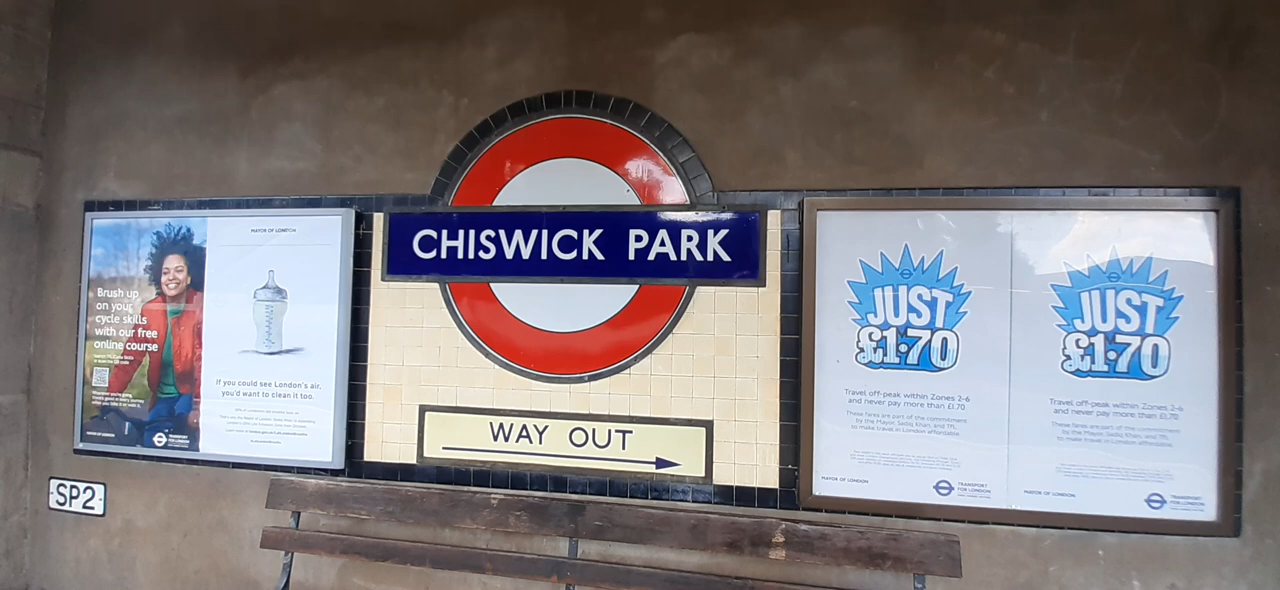 Brush up
on your
cycle skills
with our free
online course
MAYOR OF LONDON
TRANSPORT
FOR LONDON
MAYOR OF LONDON
If you could see London's air,
you'd want to clean it too.
SP2
CHISWICK PARK
WAY OUT
JUST
£1·70
Travel off-peak within Zones 2-6
and never pay more than £1.70
These fares are part of the commitment
by the Mayor, Sadiq Khan, and TfL
to make travel in London affordable
MAYOR OF LONDON
TRANSPORT
FOR LONDON
JUST
£1·70
Travel off-peak within Zones 2-6
and never pay more than £1.70
These fares are part of the commitment
by the Mayor, Sadiq Khan, and TfL
to make travel in London affordable
MAYOR OF LONDON
TRANSPORT
FOR LONDON